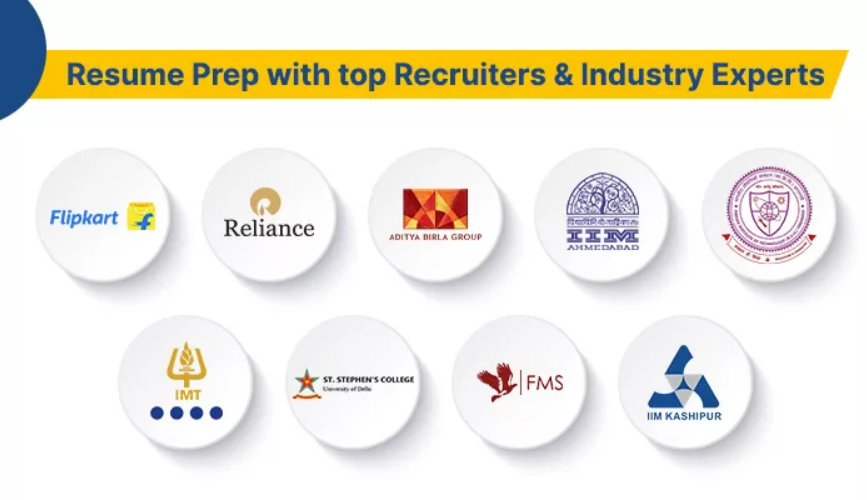 Resume Prep with top Recruiters & Industry Experts
Flipkart
Reliance
ADITYA BIRLA GROUP
IIM
AHMEDABAD
IMT
ST. STEPHEN'S COLLEGE
University of Delhi
FMS
IIM KASHIPUR